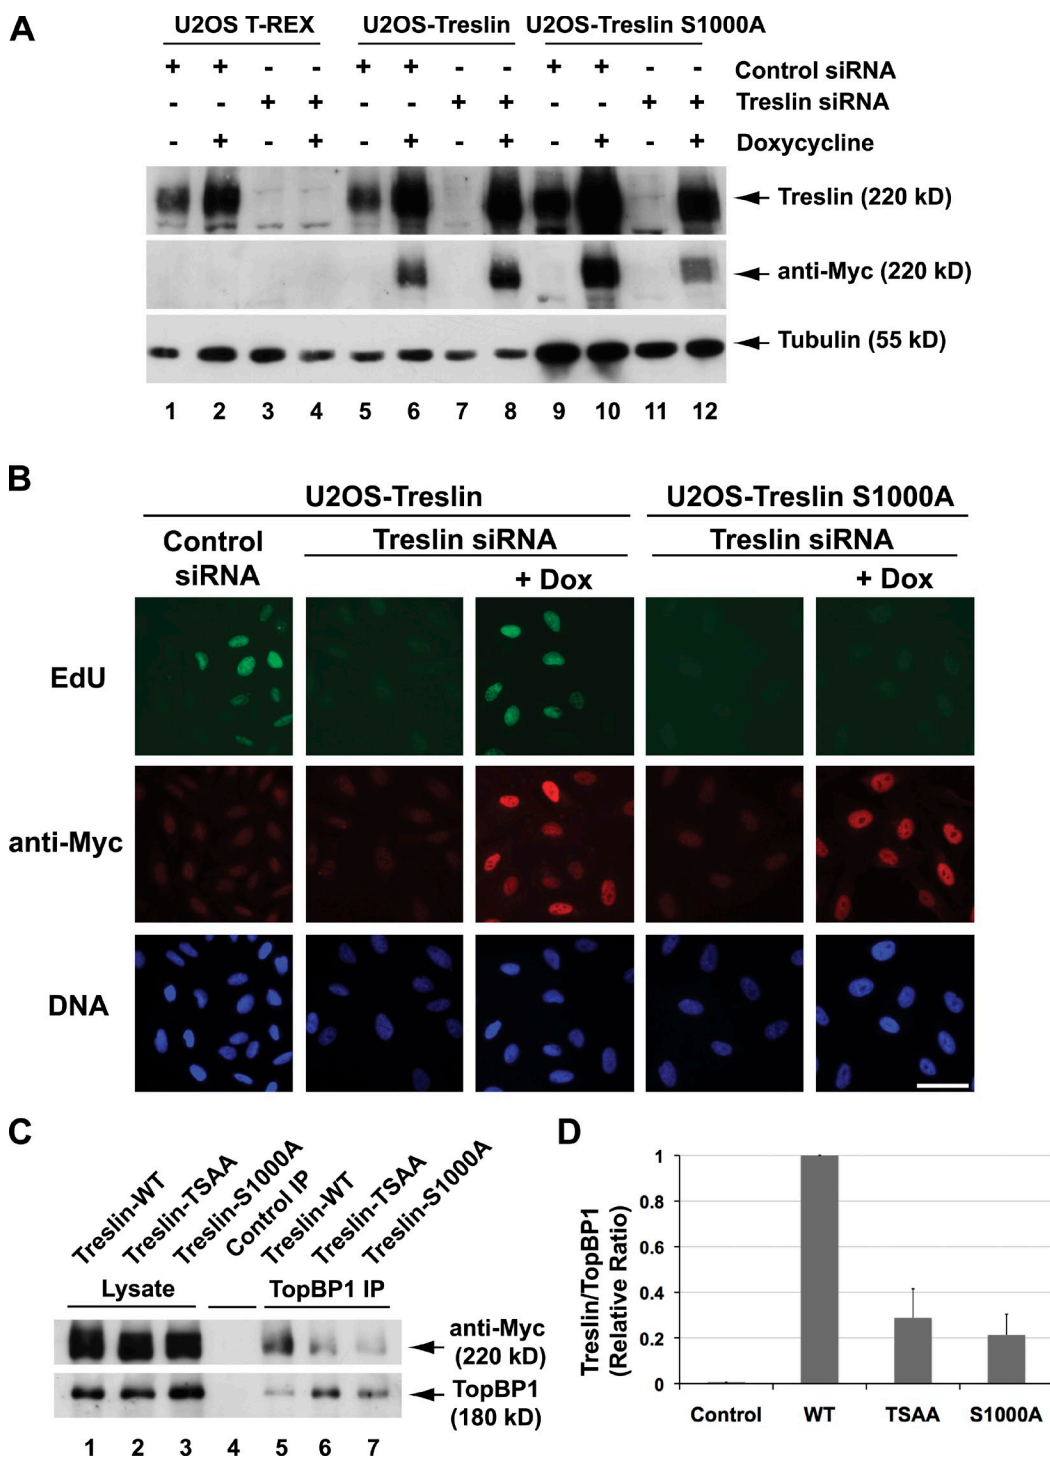 A
U2OS T-REX U2OS-Treslin U2OS-Treslin S1000A
+ + - - + + - - + + - - Control siRNA
- - + + - - + + - - + + Treslin siRNA
- + - + - + - + - + - + Doxycycline
Treslin (220 kD)
anti-Myc (220 kD)
Tubulin (55 kD)
1 2 3 4 5 6 7 8 9 10 11 12
B
U2OS-Treslin U2OS-Treslin S1000A
Control siRNA Treslin siRNA Treslin siRNA
+ Dox + Dox
EdU
anti-Myc
DNA
C
Treslin-WT Treslin-TSAA Treslin-S1000A Control IP Treslin-WT Treslin-TSAA Treslin-S1000A
Lysate TopBP1 IP
anti-Myc
(220 kD)
TopBP1
(180 kD)
1 2 3 4 5 6 7
D
Treslin/TopBP1
(Relative Ratio)
1
0.8
0.6
0.4
0.2
0
Control WT TSAA S1000A